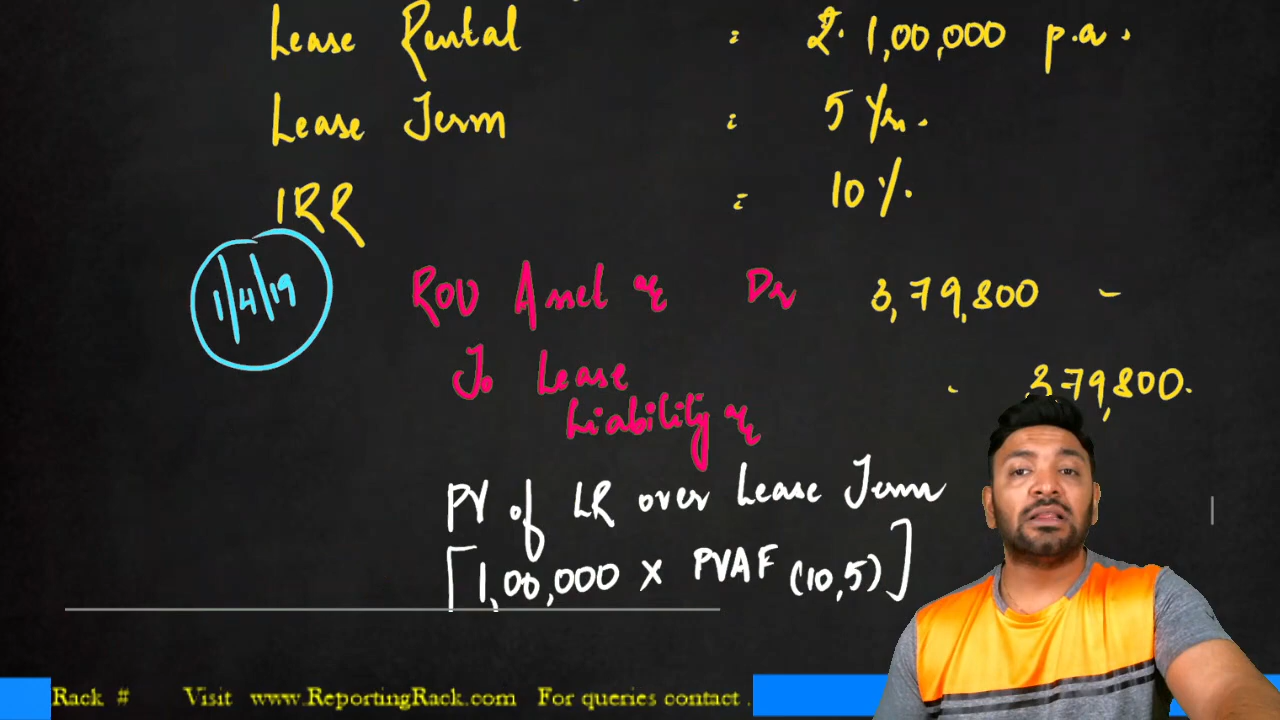 Lease Rental : ₹. 1,00,000 p.a.
Lease Term : 5 Yrs.
IRR : 10%.
1/4/19 ROU Asset a/c Dr 3,79,800 -
To Lease - 379,800.
Liability a/c
PV of LR over Lease Term
[1,00,000 x PVAF (10,5)]
Rack # Visit www.ReportingRack.com For queries contact .